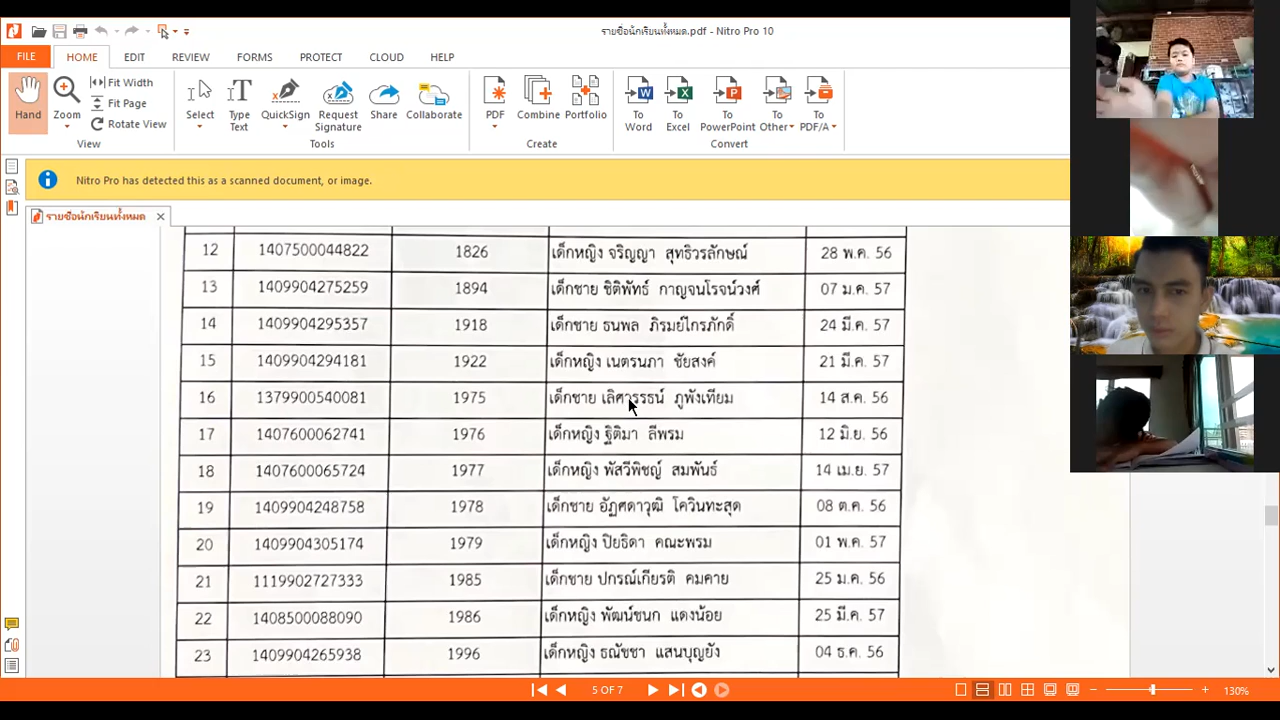 รายชื่อนักเรียนทั้งหมด.pdf - Nitro Pro 10
FILE HOME EDIT REVIEW FORMS PROTECT CLOUD HELP
Hand
Zoom
Fit Width
Fit Page
Rotate View
View
Select
Type Text
QuickSign
Request Signature
Share
Collaborate
Tools
PDF
Combine
Portfolio
Create
To Word
To Excel
To PowerPoint
To Other
To PDF/A
Convert
Nitro Pro has detected this as a scanned document, or image.
รายชื่อนักเรียนทั้งหมด
12 1407500044822 1826 เด็กหญิง จริญญา สุทธิวรลักษณ์ 28 พ.ค. 56
13 1409904275259 1894 เด็กชาย ชิติพัทธ์ กาญจนโรจน์วงศ์ 07 ม.ค. 57
14 1409904295357 1918 เด็กชาย ธนพล ภิรมย์ไกรภักดิ์ 24 มี.ค. 57
15 1409904294181 1922 เด็กหญิง เนตรนภา ชัยสงค์ 21 มี.ค. 57
16 1379900540081 1975 เด็กชาย ภูพังเทียม 14 ส.ค. 56
17 1407600062741 1976 เด็กหญิง ฐิติมา ลีพรม 12 มิ.ย. 56
18 1407600065724 1977 เด็กหญิง พัสวีพิชญ์ สมพันธ์ 14 เม.ย. 57
19 1409904248758 1978 เด็กชาย อัฏศดาวุฒิ โควินทะสุด 08 ต.ค. 56
20 1409904305174 1979 เด็กหญิง ปิยธิดา คณะพรม 01 พ.ค. 57
21 1119902727333 1985 เด็กชาย ปกรณ์เกียรติ คมคาย 25 ม.ค. 56
22 1408500088090 1986 เด็กหญิง พัฒน์ชนก แดงน้อย 25 มี.ค. 57
23 1409904265938 1996 เด็กหญิง ธณัชชา แสนบุญยัง 04 ธ.ค. 56
5 OF 7
130%